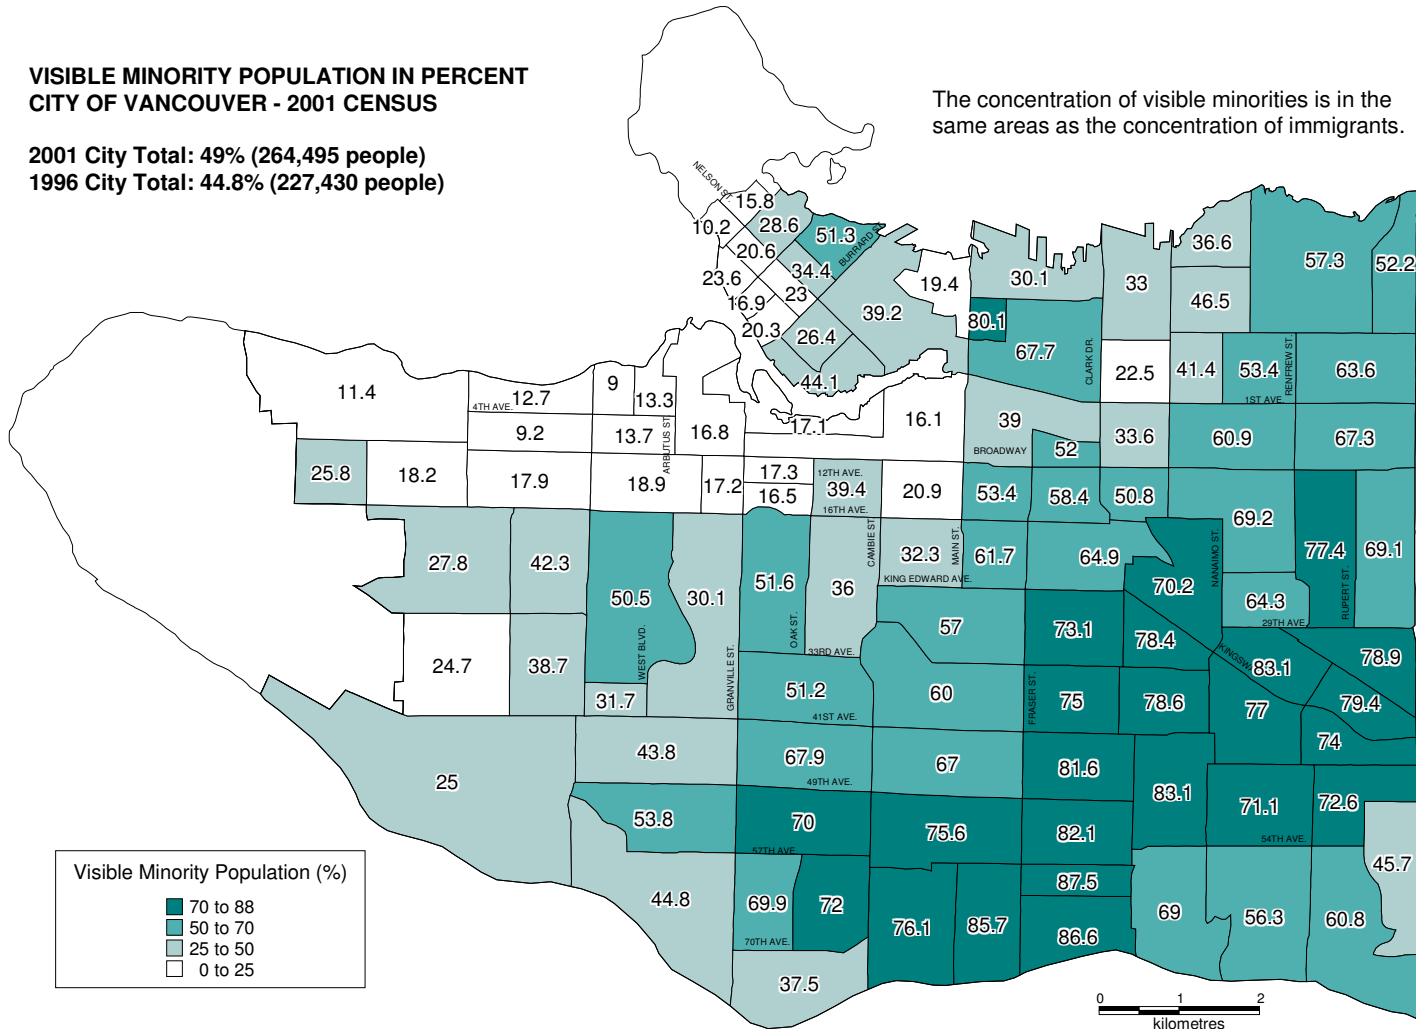 VISIBLE MINORITY POPULATION IN PERCENT
CITY OF VANCOUVER - 2001 CENSUS
2001 City Total: 49% (264,495 people)
1996 City Total: 44.8% (227,430 people)
The concentration of visible minorities is in the
same areas as the concentration of immigrants.
NELSON ST.
15.8
10.2
28.6
51.3
BURRARD ST.
20.6
34.4
23.6
23
16.9
20.3
26.4
39.2
44.1
19.4
30.1
33
36.6
46.5
57.3
52.2
80.1
67.7
CLARK DR.
22.5
41.4
53.4
RENFREW ST.
63.6
1ST AVE.
11.4
12.7
4TH AVE.
9
13.3
9.2
13.7
ARBUTUS ST.
16.8
17.1
16.1
39
BROADWAY
52
33.6
60.9
67.3
25.8
18.2
17.9
18.9
17.2
17.3
16.5
12TH AVE.
39.4
16TH AVE.
20.9
53.4
58.4
50.8
69.2
77.4
69.1
27.8
42.3
50.5
WEST BLVD.
30.1
GRANVILLE ST.
51.6
OAK ST.
36
CAMBIE ST.
32.3
MAIN ST.
KING EDWARD AVE.
61.7
64.9
70.2
NANAIMO ST.
64.3
29TH AVE.
RUPERT ST.
24.7
38.7
31.7
33RD AVE.
57
73.1
78.4
83.1
78.9
51.2
41ST AVE.
60
FRASER ST.
75
78.6
77
79.4
74
25
43.8
67.9
49TH AVE.
67
81.6
83.1
71.1
54TH AVE.
72.6
53.8
70
57TH AVE.
75.6
82.1
45.7
44.8
69.9
70TH AVE.
72
76.1
85.7
87.5
86.6
69
56.3
60.8
37.5
Visible Minority Population (%)
70 to 88
50 to 70
25 to 50
0 to 25
0 1 2
kilometres